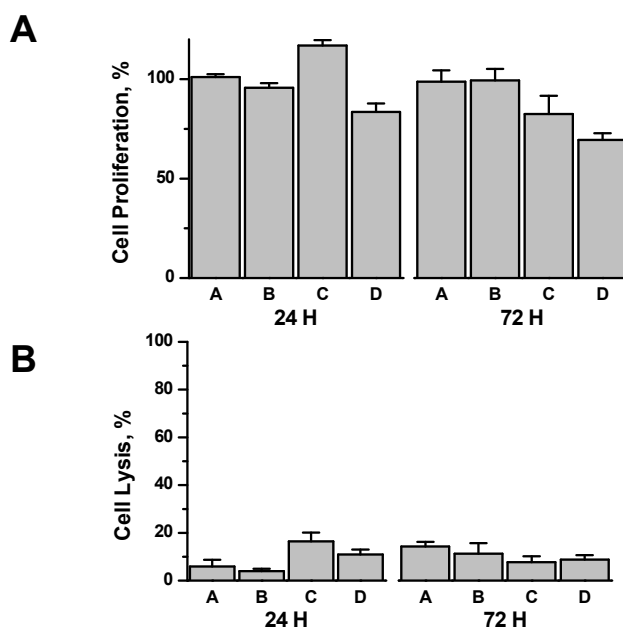 A
Cell Proliferation, %
100
50
0
A B C D A B C D
24 H 72 H
B
Cell Lysis, %
100
80
60
40
20
0
A B C D A B C D
24 H 72 H